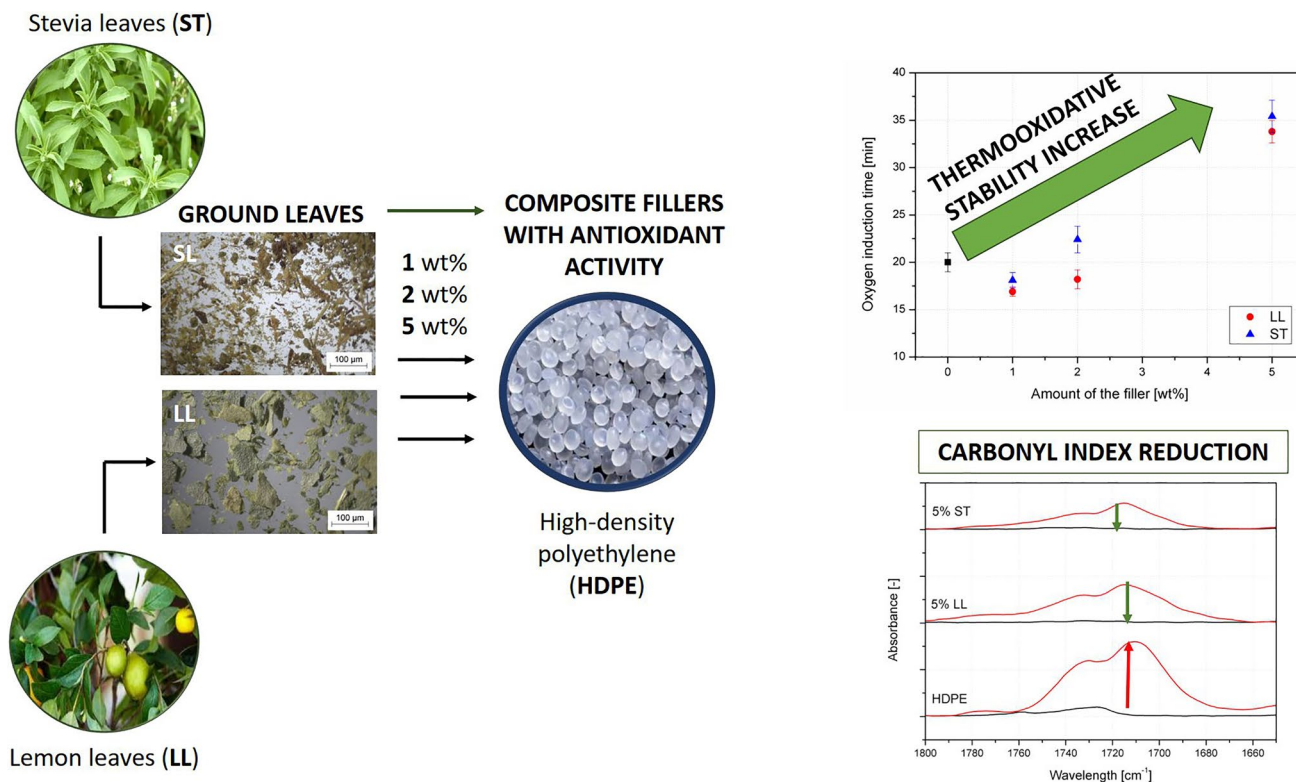 Stevia leaves (ST)
GROUND LEAVES
SL
100 µm
LL
100 µm
Lemon leaves (LL)
1 wt%
2 wt%
5 wt%
COMPOSITE FILLERS
WITH ANTIOXIDANT
ACTIVITY
High-density
polyethylene
(HDPE)
THERMOOXIDATIVE
STABILITY INCREASE
Oxygen induction time [min]
40
35
30
25
20
15
10
LL
ST
0 1 2 3 4 5
Amount of the filler [wt%]
CARBONYL INDEX REDUCTION
Absorbance [-]
5% ST
5% LL
HDPE
1800 1780 1760 1740 1720 1700 1680 1660
Wavelength [cm⁻¹]